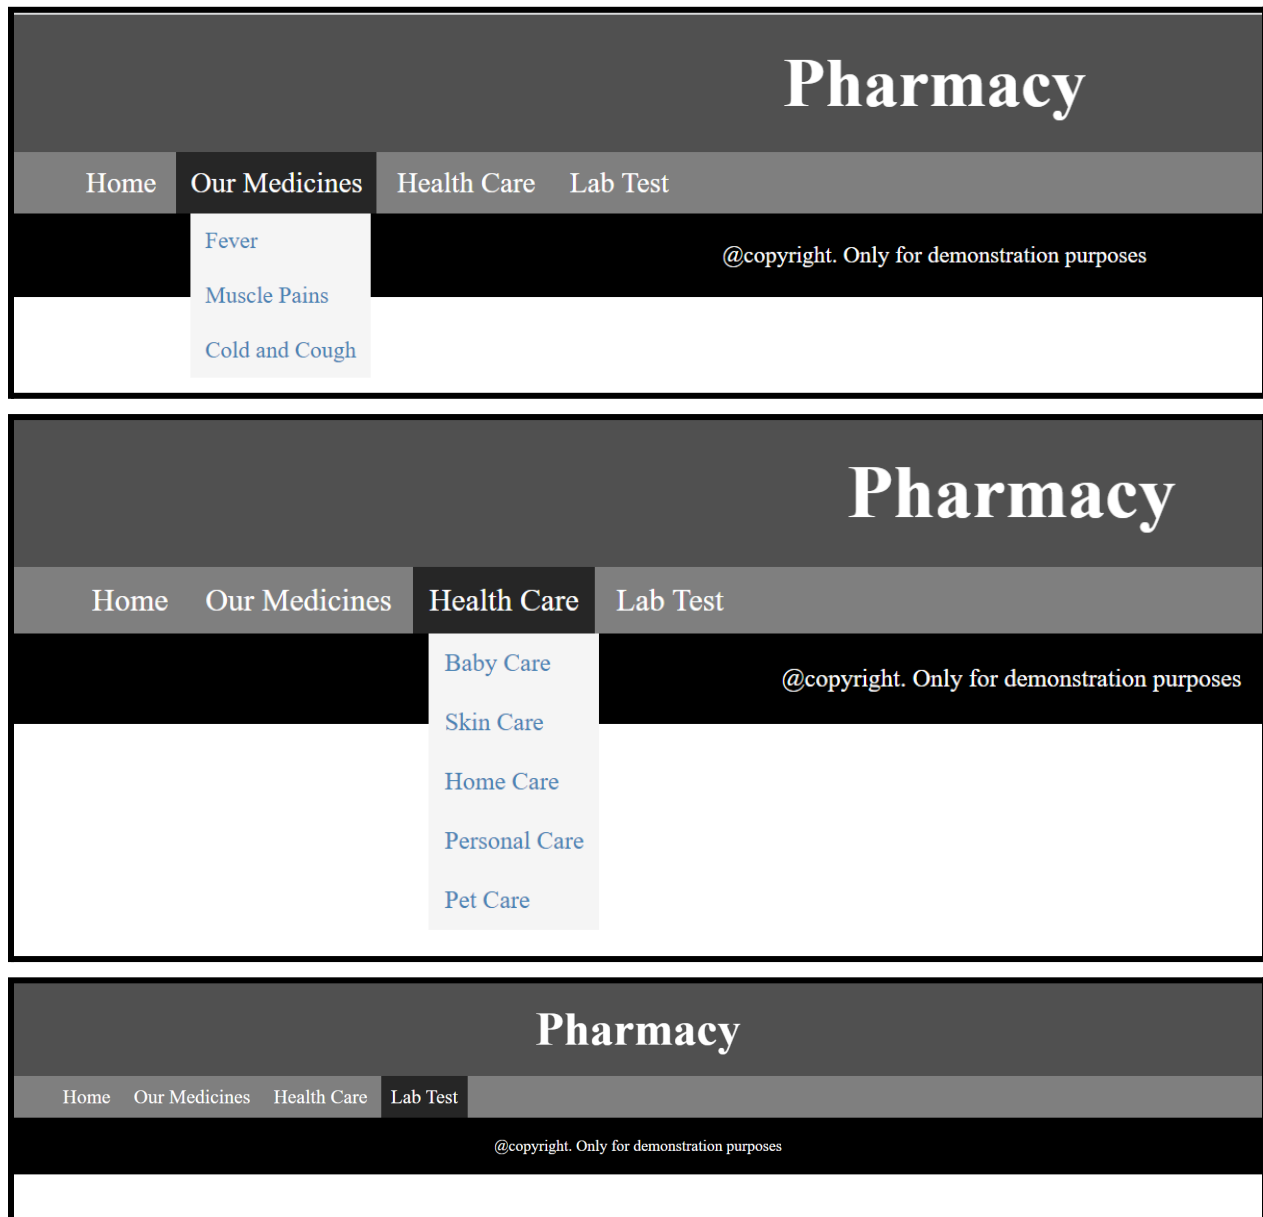 Pharmacy
Home Our Medicines Health Care Lab Test
Fever
@copyright. Only for demonstration purposes
Muscle Pains
Cold and Cough
Pharmacy
Home Our Medicines Health Care Lab Test
Baby Care
@copyright. Only for demonstration purposes
Skin Care
Home Care
Personal Care
Pet Care
Pharmacy
Home Our Medicines Health Care Lab Test
@copyright. Only for demonstration purposes